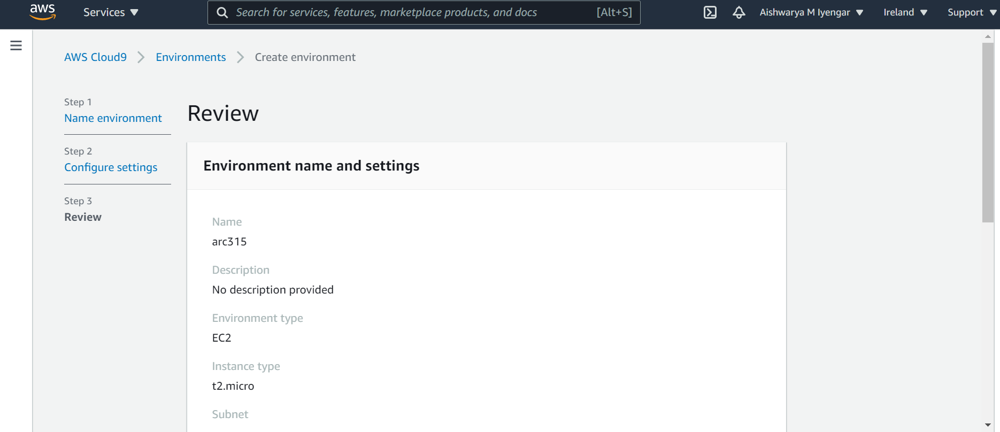 aws Services Search for services, features, marketplace products, and docs [Alt+S] Aishwarya M Iyengar Ireland Support
AWS Cloud9 Environments Create environment
Step 1
Name environment
Step 2
Configure settings
Step 3
Review
Review
Environment name and settings
Name
arc315
Description
No description provided
Environment type
EC2
Instance type
t2.micro
Subnet